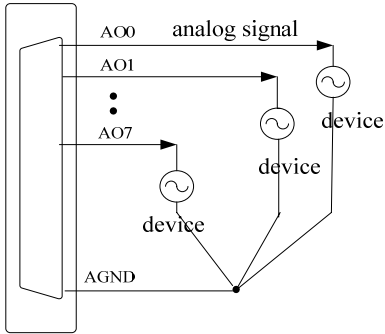 AO0
analog signal
AO1
device
AO7
device
device
AGND